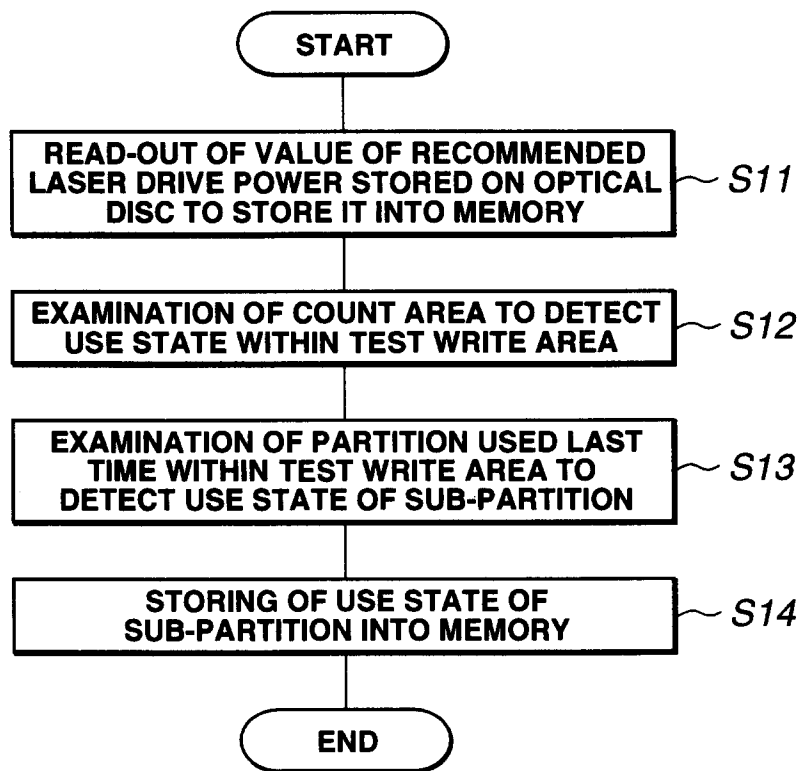 START
READ-OUT OF VALUE OF RECOMMENDED
LASER DRIVE POWER STORED ON OPTICAL
DISC TO STORE IT INTO MEMORY
S11
EXAMINATION OF COUNT AREA TO DETECT
USE STATE WITHIN TEST WRITE AREA
S12
EXAMINATION OF PARTITION USED LAST
TIME WITHIN TEST WRITE AREA TO
DETECT USE STATE OF SUB-PARTITION
S13
STORING OF USE STATE OF
SUB-PARTITION INTO MEMORY
S14
END